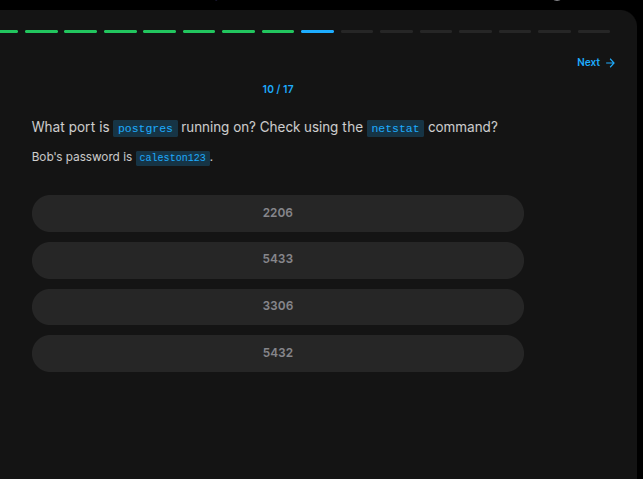 Next →
10 / 17
What port is postgres running on? Check using the netstat command?
Bob's password is caleston123.
2206
5433
3306
5432